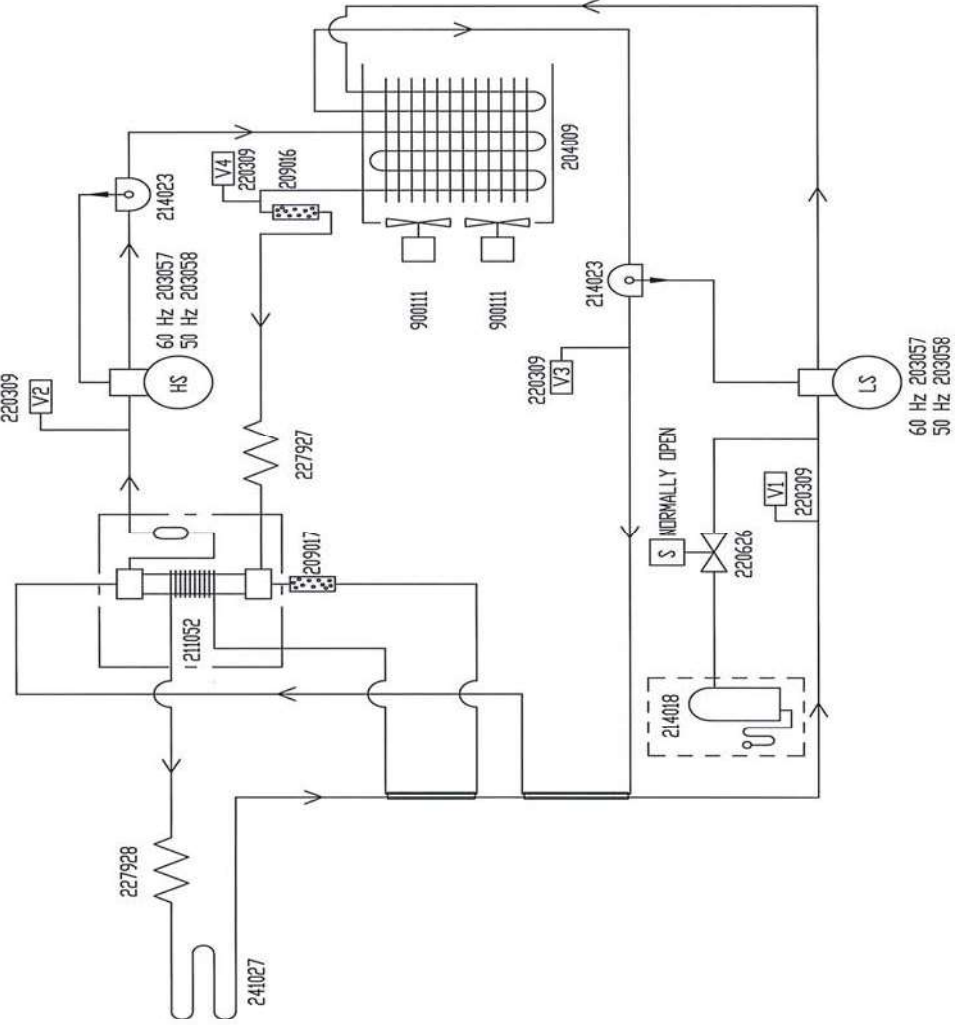 V4
220309
209016
214023
60 Hz 203057
50 Hz 203058
204009
900111
900111
214023
HS
220309
V2
220309
V3
LS
60 Hz 203057
50 Hz 203058
227927
NORMALLY OPEN
S
V1
220309
220626
209017
211052
214018
227928
241027